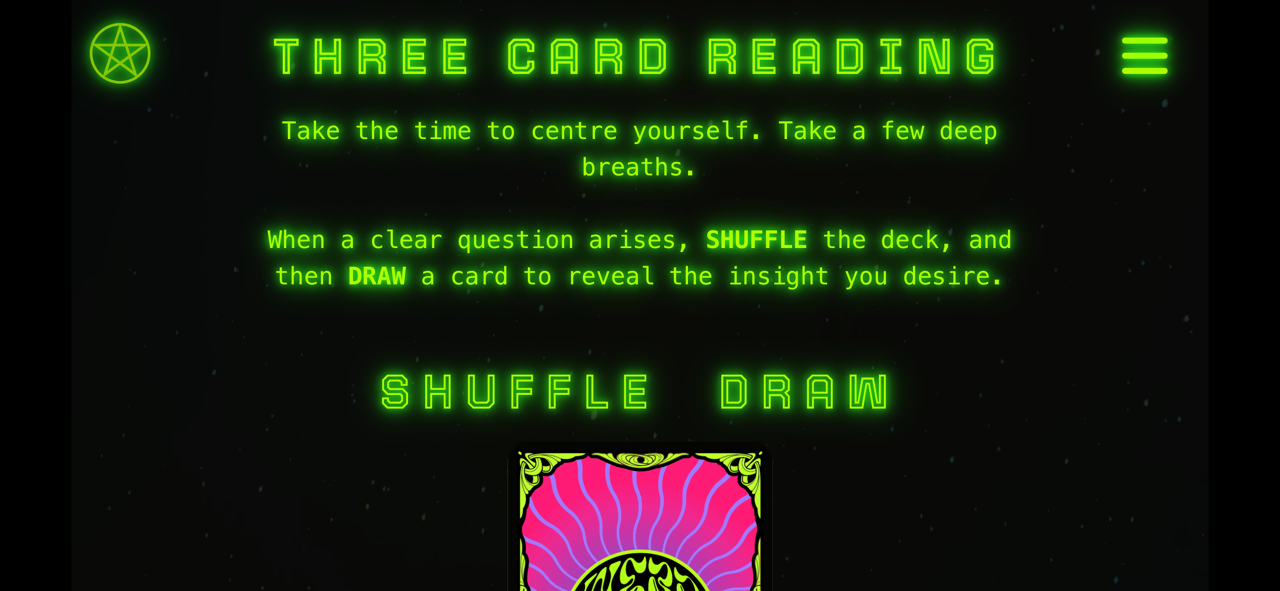 THREE CARD READING
Take the time to centre yourself. Take a few deep
breaths.
When a clear question arises, SHUFFLE the deck, and
then DRAW a card to reveal the insight you desire.
SHUFFLE DRAW